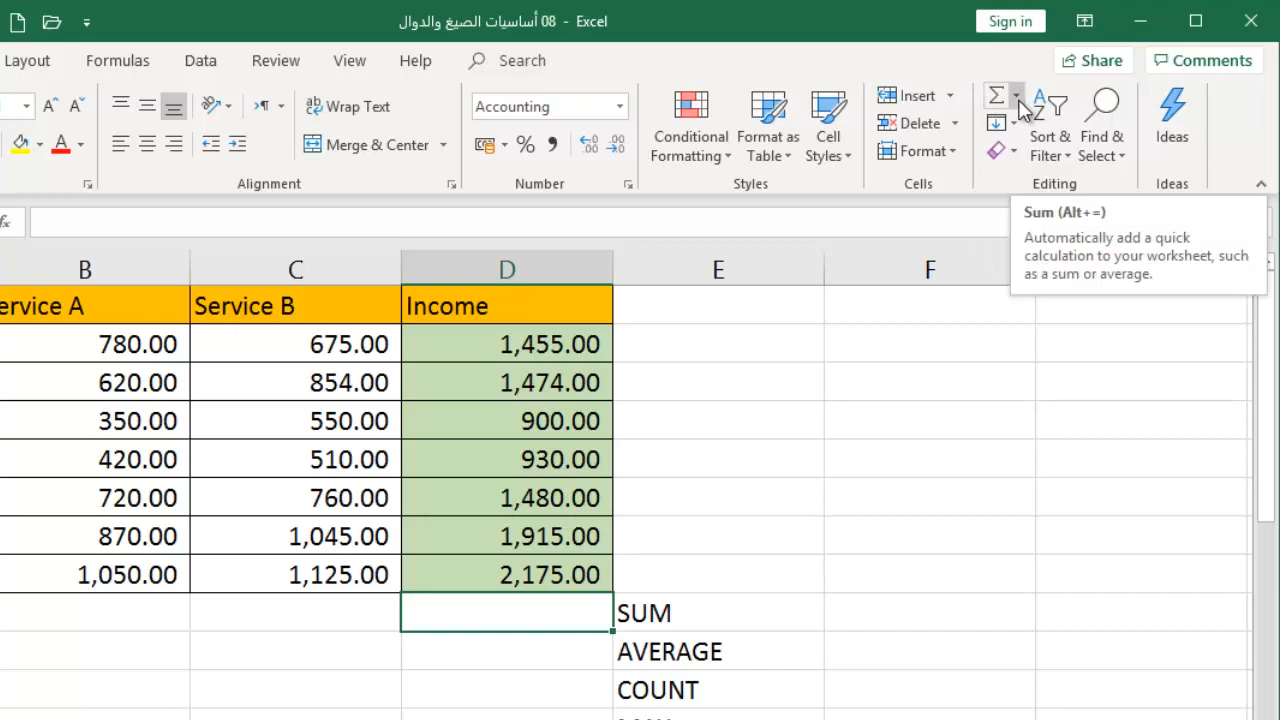 08 أساسيات الصيغ والدوال - Excel
Sign in
Layout Formulas Data Review View Help Search Share Comments
Wrap Text
Merge & Center
Alignment
Accounting
Number
Conditional Formatting
Format as Table
Cell Styles
Styles
Insert
Delete
Format
Cells
Sort & Filter
Find & Select
Editing
Ideas
Ideas
Sum (Alt+=)
Automatically add a quick
calculation to your worksheet, such
as a sum or average.
fx
B C D E F
ervice A Service B Income
780.00 675.00 1,455.00
620.00 854.00 1,474.00
350.00 550.00 900.00
420.00 510.00 930.00
720.00 760.00 1,480.00
870.00 1,045.00 1,915.00
1,050.00 1,125.00 2,175.00
SUM
AVERAGE
COUNT